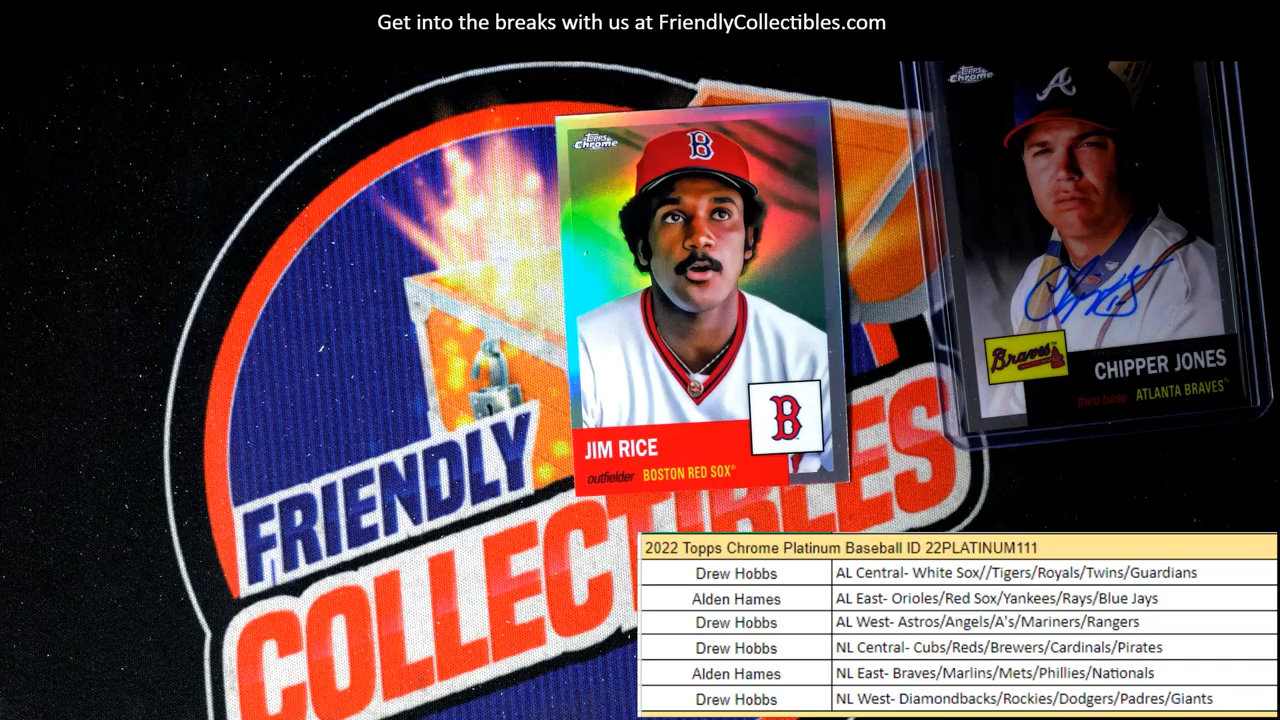 Get into the breaks with us at FriendlyCollectibles.com
Topps
Chrome
B
JIM RICE
outfielder BOSTON RED SOX®
B
Topps
Chrome
A
Braves
CHIPPER JONES
third base ATLANTA BRAVES®
FRIENDLY
COLLECTIBLES
2022 Topps Chrome Platinum Baseball ID 22PLATINUM111
Drew Hobbs AL Central- White Sox//Tigers/Royals/Twins/Guardians
Alden Hames AL East- Orioles/Red Sox/Yankees/Rays/Blue Jays
Drew Hobbs AL West- Astros/Angels/A's/Mariners/Rangers
Drew Hobbs NL Central- Cubs/Reds/Brewers/Cardinals/Pirates
Alden Hames NL East- Braves/Marlins/Mets/Phillies/Nationals
Drew Hobbs NL West- Diamondbacks/Rockies/Dodgers/Padres/Giants